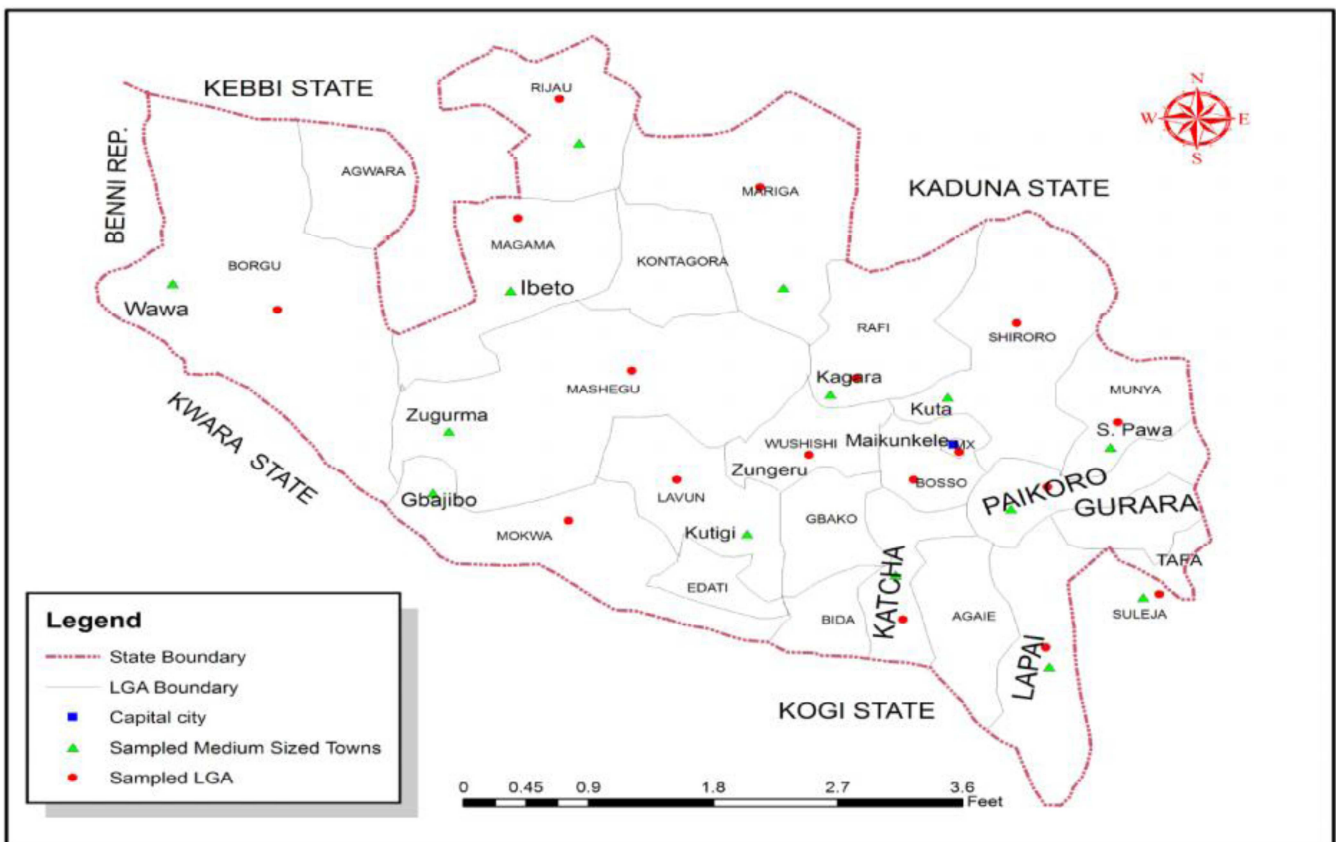 N
W
E
S
KEBBI STATE
RIJAU
BENNI REP.
AGWARA
MARIGA
KADUNA STATE
MAGAMA
KONTAGORA
BORGU
Ibeto
Wawa
RAFI
SHIRORO
Kagara
MASHEGU
MUNYA
KWARA STATE
Zugurma
Kuta
S. Pawa
WUSHISHI
Maikunkele
MX
Zungeru
BOSSO
PAIKORO
Gbajibo
LAVUN
GURARA
GBAKO
MOKWA
Kutigi
KATCHA
TAFA
EDATI
BIDA
AGAIE
SULEJA
LAPAI
KOGI STATE
Legend
State Boundary
LGA Boundary
Capital city
Sampled Medium Sized Towns
Sampled LGA
0 0.45 0.9 1.8 2.7 3.6
Feet